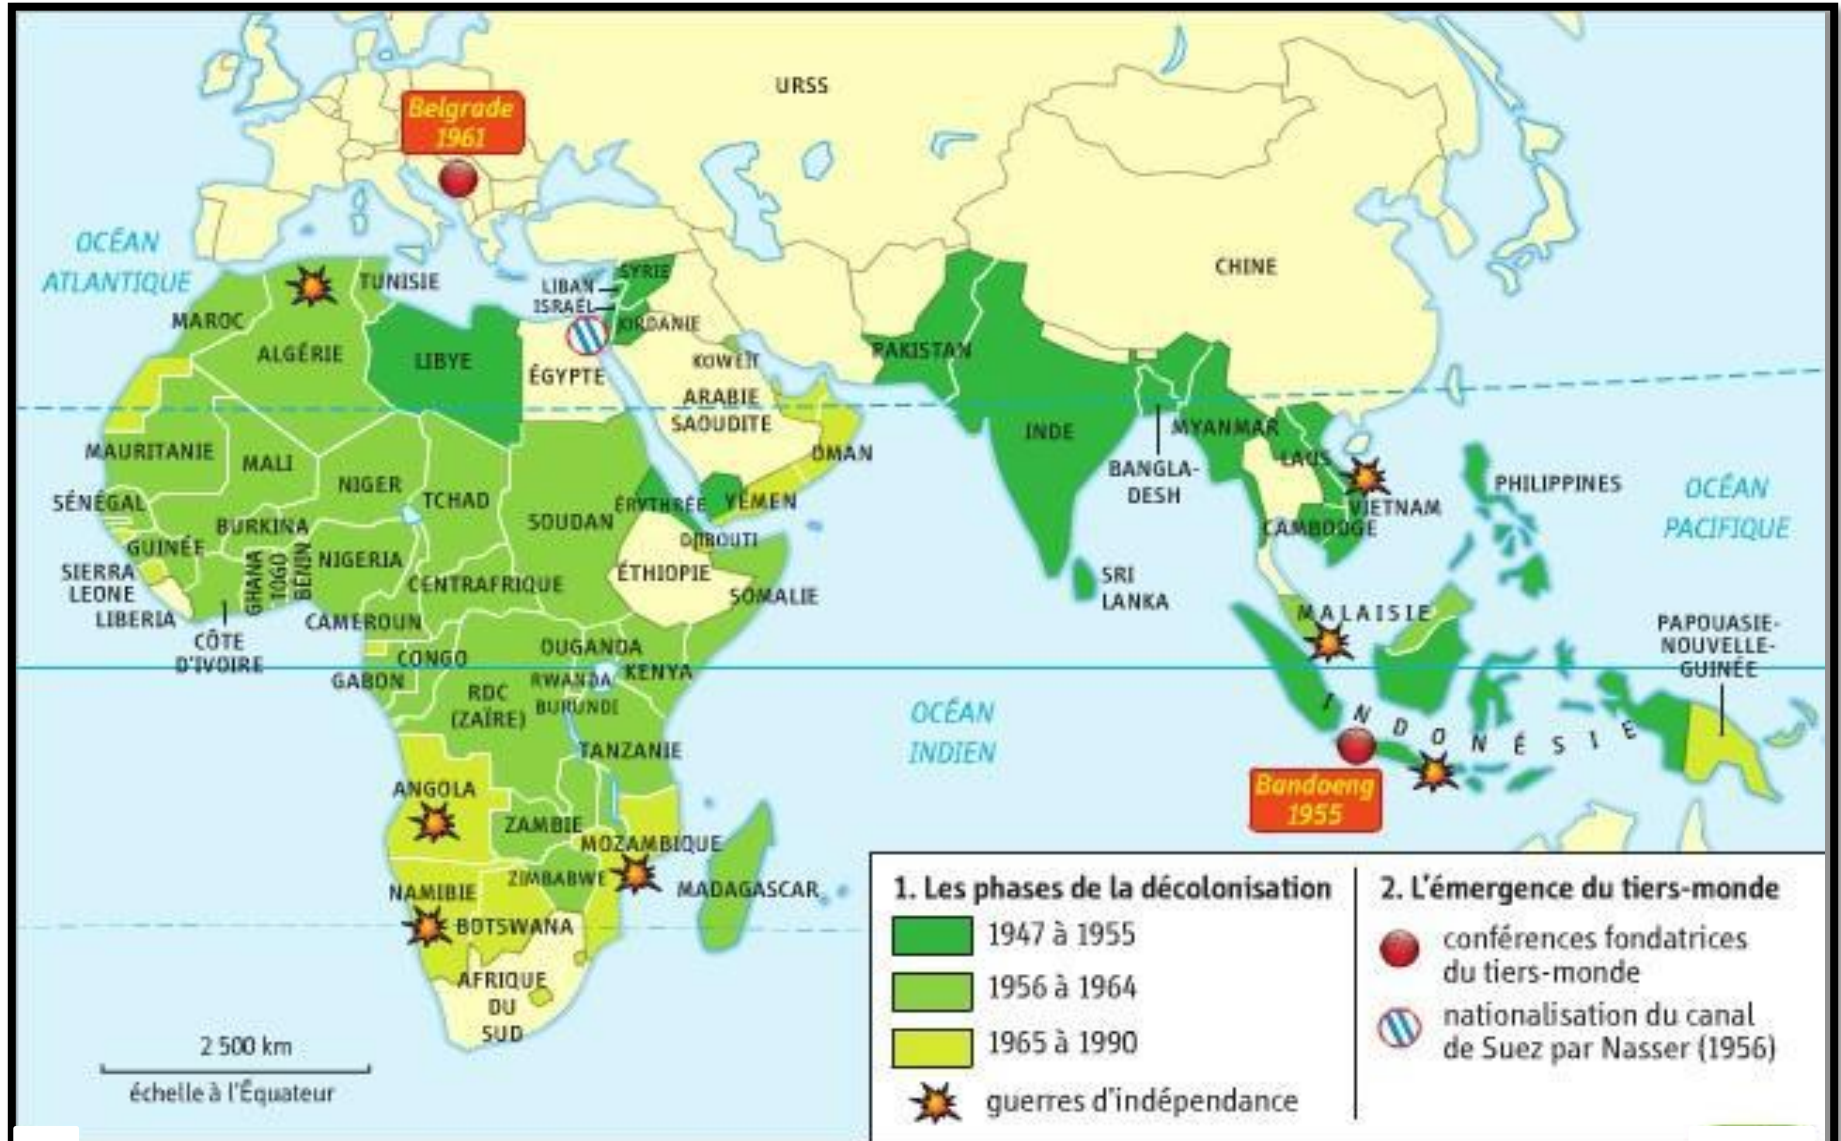 URSS
Belgrade
1961
OCÉAN
ATLANTIQUE
CHINE
TUNISIE
SYRIE
LIBAN
ISRAËL
JORDANIE
MAROC
ALGÉRIE
LIBYE
ÉGYPTE
KOWEÏT
PAKISTAN
ARABIE
SAOUDITE
INDE
MYANMAR
OMAN
LAOS
BANGLA-
DESH
MAURITANIE
MALI
NIGER
TCHAD
SÉNÉGAL
ÉRYTHRÉE
YÉMEN
PHILIPPINES
OCÉAN
PACIFIQUE
VIETNAM
CAMBODGE
BURKINA
SOUDAN
DJIBOUTI
GUINÉE
GHANA
TOGO
BÉNIN
NIGERIA
SIERRA
LEONE
LIBERIA
CENTRAFRIQUE
ÉTHIOPIE
SOMALIE
SRI
LANKA
CÔTE
D'IVOIRE
CAMEROUN
MALAISIE
PAPOUASIE-
NOUVELLE-
GUINÉE
OUGANDA
CONGO
KENYA
GABON
RWANDA
RDC
(ZAÏRE)
BURUNDI
OCÉAN
INDIEN
INDONÉSIE
TANZANIE
Bandoeng
1955
ANGOLA
ZAMBIE
MOZAMBIQUE
ZIMBABWE
MADAGASCAR
NAMIBIE
BOTSWANA
AFRIQUE
DU
SUD
2 500 km
échelle à l'Équateur
1. Les phases de la décolonisation
1947 à 1955
1956 à 1964
1965 à 1990
guerres d'indépendance
2. L'émergence du tiers-monde
conférences fondatrices
du tiers-monde
nationalisation du canal
de Suez par Nasser (1956)